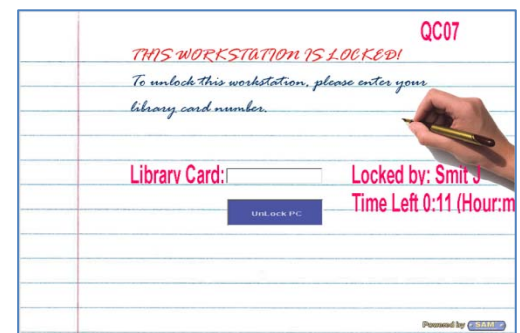 QC07
THIS WORKSTATION IS LOCKED!
To unlock this workstation, please enter your
library card number.
Library Card:
Locked by: Smit J
Time Left 0:11 (Hour:m
UnLock PC
Powered by SAM